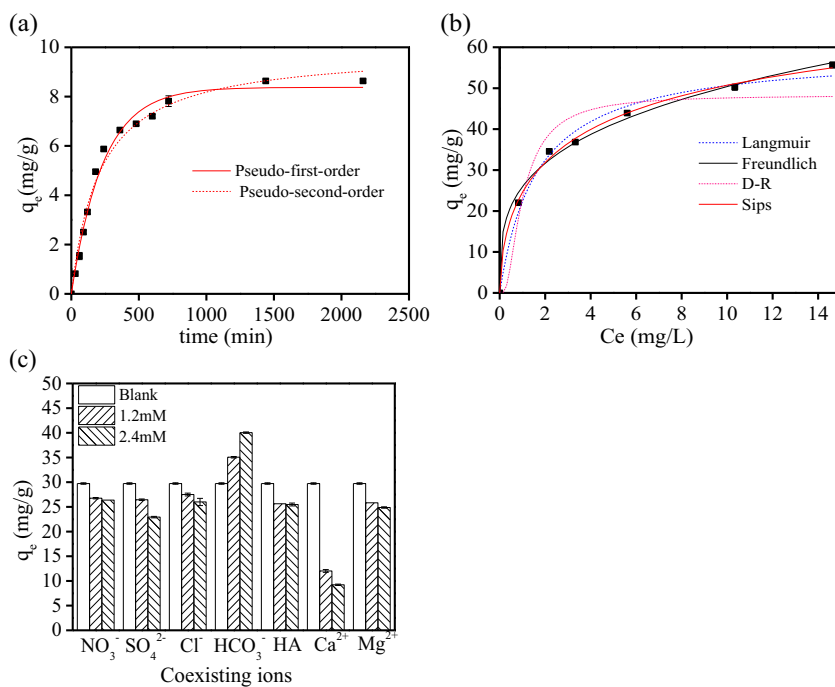 (a)
10
8
6
4
2
0
q_e(mg/g)
Pseudo-first-order
Pseudo-second-order
0 500 1000 1500 2000 2500
time (min)
(b)
60
50
40
30
20
10
0
q_e (mg/g)
Langmuir
Freundlich
D-R
Sips
0 2 4 6 8 10 12 14
Ce (mg/L)
(c)
50
45
40
35
30
25
20
15
10
5
0
q_e (mg/g)
Blank
1.2mM
2.4mM
NO₃⁻ SO₄²⁻ Cl⁻ HCO₃⁻ HA Ca²⁺ Mg²⁺
Coexisting ions